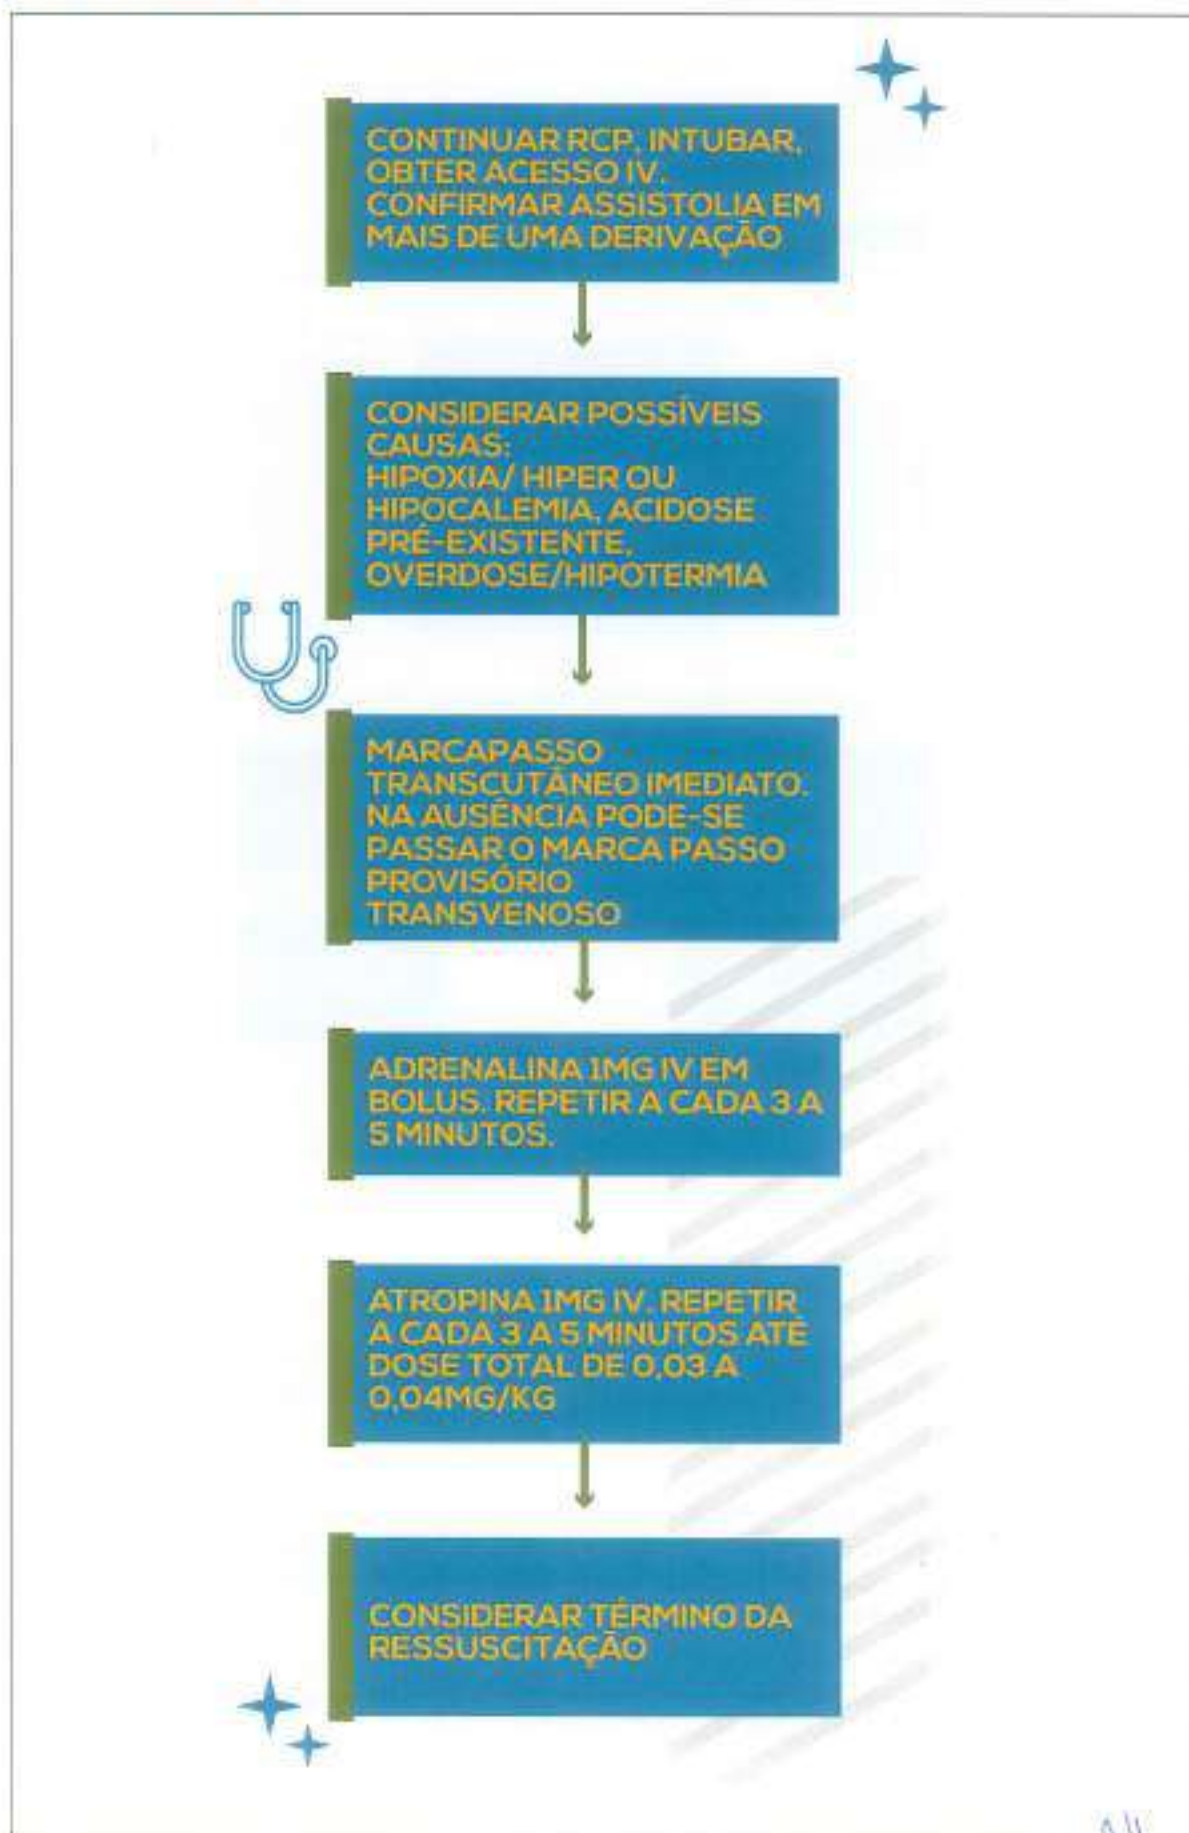 CONTINUAR RCP, INTUBAR,
OBTER ACESSO IV.
CONFIRMAR ASSISTOLIA EM
MAIS DE UMA DERIVAÇÃO
CONSIDERAR POSSÍVEIS
CAUSAS:
HIPOXIA/ HIPER OU
HIPOCALEMIA, ACIDOSE
PRÉ-EXISTENTE,
OVERDOSE/HIPOTERMIA
MARCAPASSO
TRANSCUTÂNEO IMEDIATO.
NA AUSÊNCIA PODE-SE
PASSAR O MARCA PASSO
PROVISÓRIO
TRANSVENOSO
ADRENALINA 1MG IV EM
BOLUS. REPETIR A CADA 3 A
5 MINUTOS.
ATROPINA 1MG IV. REPETIR
A CADA 3 A 5 MINUTOS ATÉ
DOSE TOTAL DE 0,03 A
0,04MG/KG
CONSIDERAR TÉRMINO DA
RESSUSCITAÇÃO